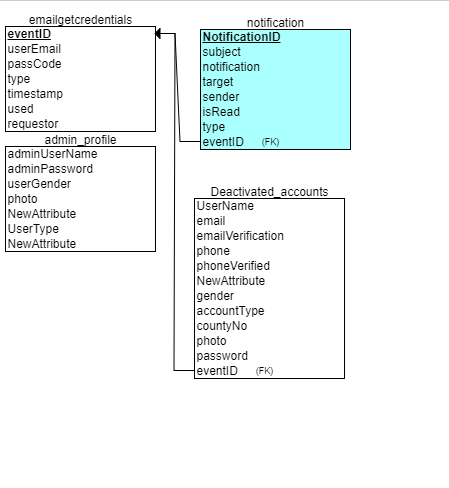 emailgetcredentials
eventID
userEmail
passCode
type
timestamp
used
requestor
admin_profile
adminUserName
adminPassword
userGender
photo
NewAttribute
UserType
NewAttribute
notification
NotificationID
subject
notification
target
sender
isRead
type
eventID (FK)
Deactivated_accounts
UserName
email
emailVerification
phone
phoneVerified
NewAttribute
gender
accountType
countyNo
photo
password
eventID (FK)